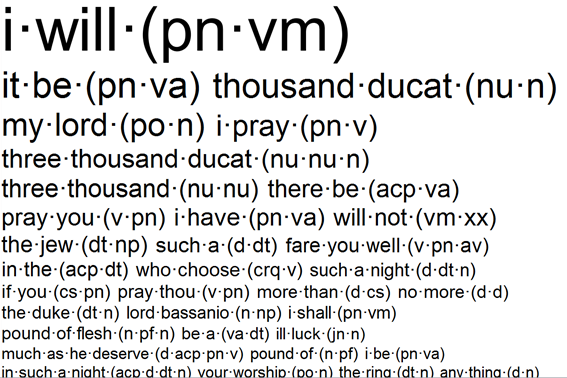 i·will·(pn·vm)
it·be·(pn·va) thousand·ducat·(nu·n)
my·lord·(po·n) i·pray·(pn·v)
three·thousand·ducat·(nu·nu·n)
three·thousand·(nu·nu) there·be·(acp·va)
pray·you·(v·pn) i·have·(pn·va) will·not·(vm·xx)
the·jew·(dt·np) such·a·(d·dt) fare·you·well·(v·pn·av)
in·the·(acp·dt) who·choose·(crq·v) such·a·night·(d·dt·n)
if·you·(cs·pn) pray·thou·(v·pn) more·than·(d·cs) no·more·(d·d)
the·duke·(dt·n) lord·bassanio·(n·np) i·shall·(pn·vm)
pound·of·flesh·(n·pf·n) be·a·(va·dt) ill·luck·(jn·n)
much·as·he·deserve·(d·acp·pn·v) pound·of·(n·pf) i·be·(pn·va)
in·such·a·night·(acp·d·dt·n) your·worship·(po·n) the·ring·(dt·n) any·thing·(d·n)